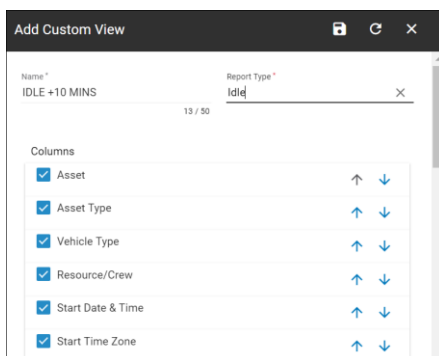 Add Custom View
Name * Report Type *
IDLE +10 MINS Idle
13 / 50
Columns
Asset
Asset Type
Vehicle Type
Resource/Crew
Start Date & Time
Start Time Zone